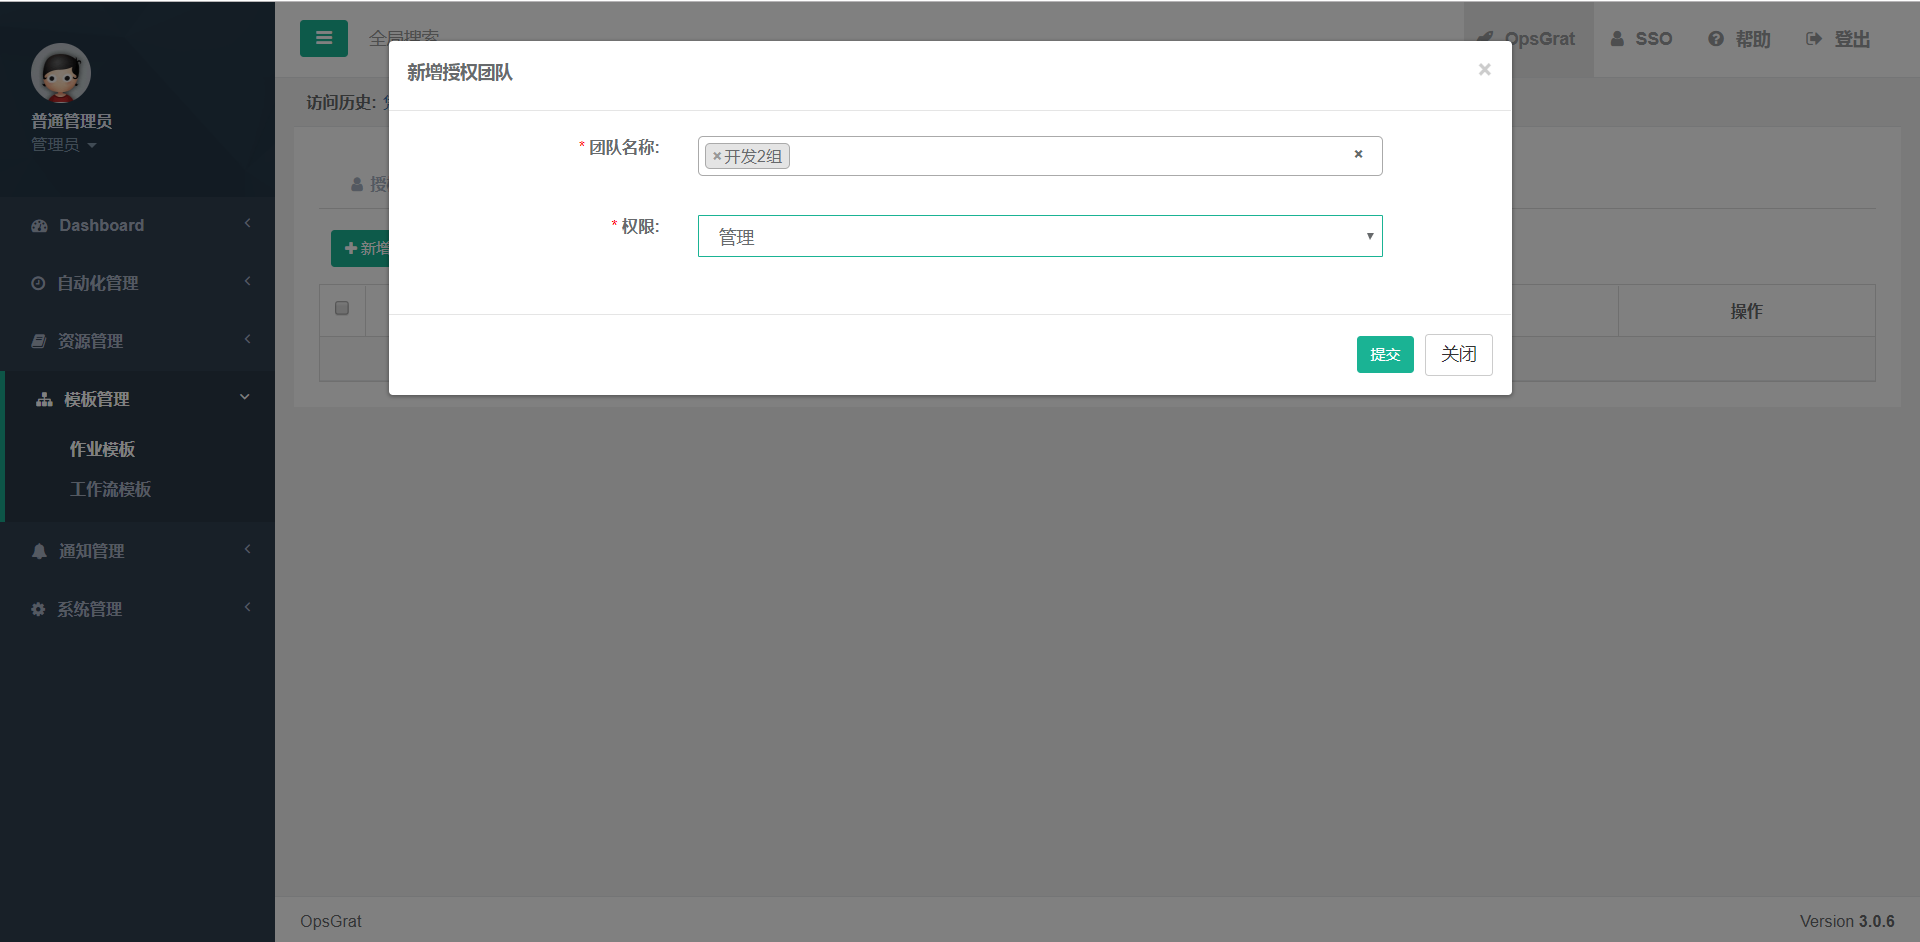 普通管理员
管理员
Dashboard
自动化管理
资源管理
模板管理
作业模板
工作流模板
通知管理
系统管理
全局搜索
OpsGrat
SSO
帮助
登出
访问历史:
新增授权团队
×
* 团队名称:
×开发2组
×
* 权限:
管理
提交
关闭
新增
操作
OpsGrat
Version 3.0.6